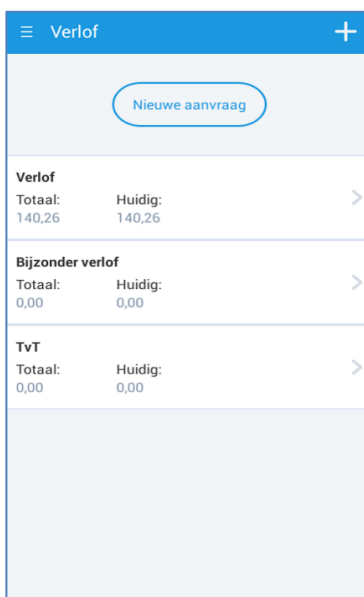 Verlof
Nieuwe aanvraag
Verlof
Totaal: Huidig:
140,26 140,26
Bijzonder verlof
Totaal: Huidig:
0,00 0,00
TvT
Totaal: Huidig:
0,00 0,00